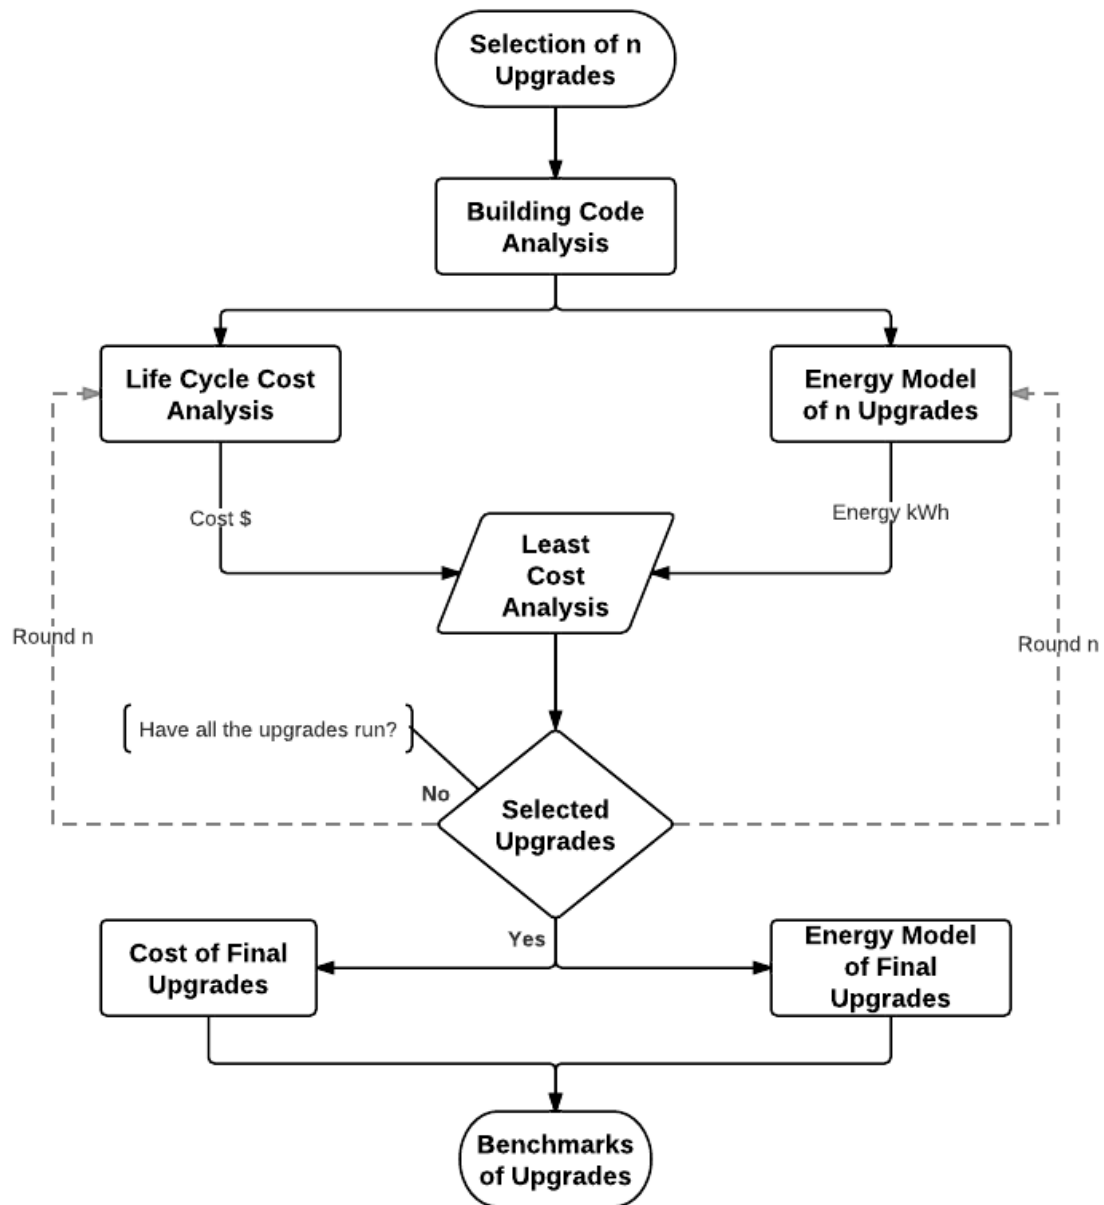 Selection of n
Upgrades
Building Code
Analysis
Life Cycle Cost
Analysis
Energy Model
of n Upgrades
Cost $
Energy kWh
Least
Cost
Analysis
Round n
Round n
Have all the upgrades run?
No
Selected
Upgrades
Yes
Cost of Final
Upgrades
Energy Model
of Final
Upgrades
Benchmarks
of Upgrades